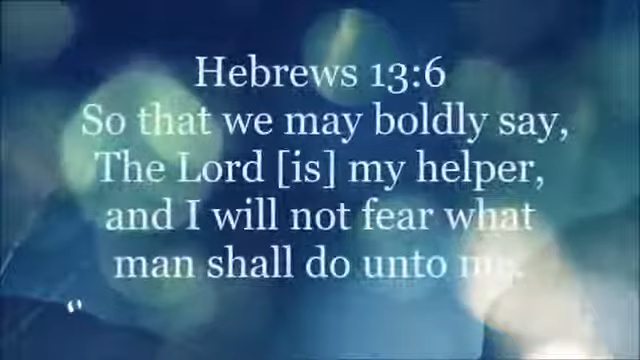 Hebrews 13:6
So that we may boldly say,
The Lord [is] my helper,
and I will not fear what
man shall do unto me.